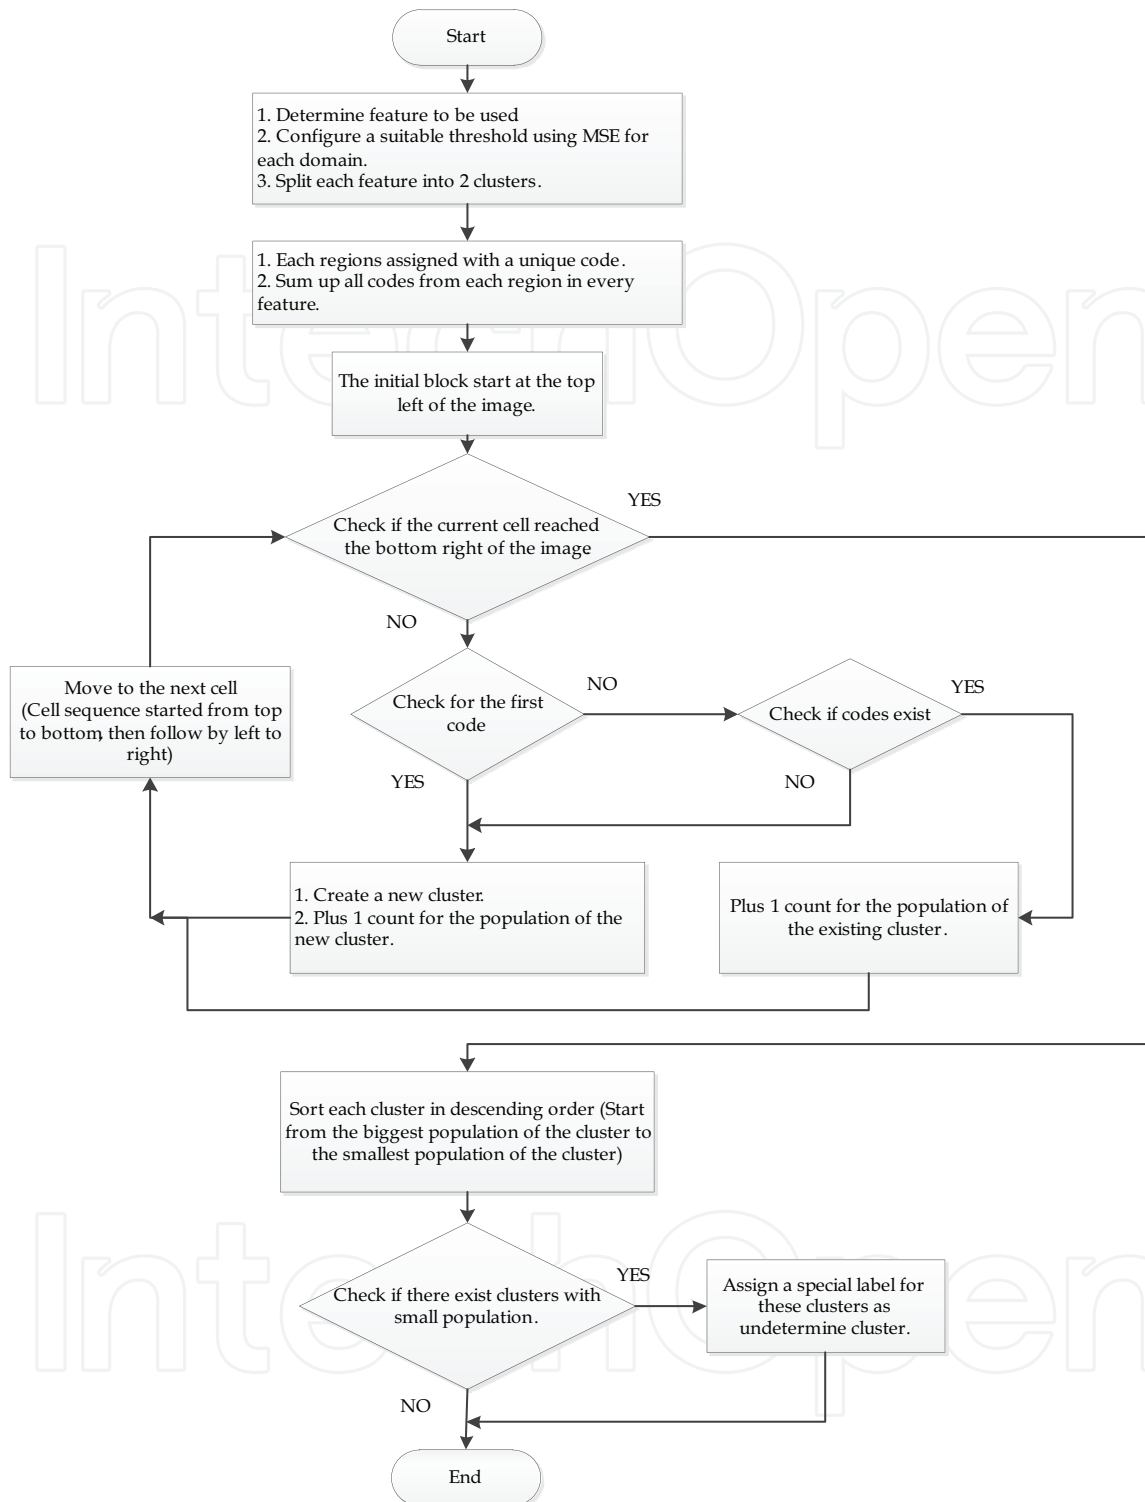 Start
1. Determine feature to be used
2. Configure a suitable threshold using MSE for
each domain.
3. Split each feature into 2 clusters.
1. Each regions assigned with a unique code.
2. Sum up all codes from each region in every
feature.
The initial block start at the top
left of the image.
YES
Check if the current cell reached
the bottom right of the image
NO
Move to the next cell
(Cell sequence started from top
to bottom, then follow by left to
right)
Check for the first
code
NO
Check if codes exist
YES
YES
NO
1. Create a new cluster.
2. Plus 1 count for the population of the
new cluster.
Plus 1 count for the population of
the existing cluster.
Sort each cluster in descending order (Start
from the biggest population of the cluster to
the smallest population of the cluster)
Check if there exist clusters with
small population.
YES
Assign a special label for
these clusters as
undetermine cluster.
NO
End
IntechOpen
IntechOpen